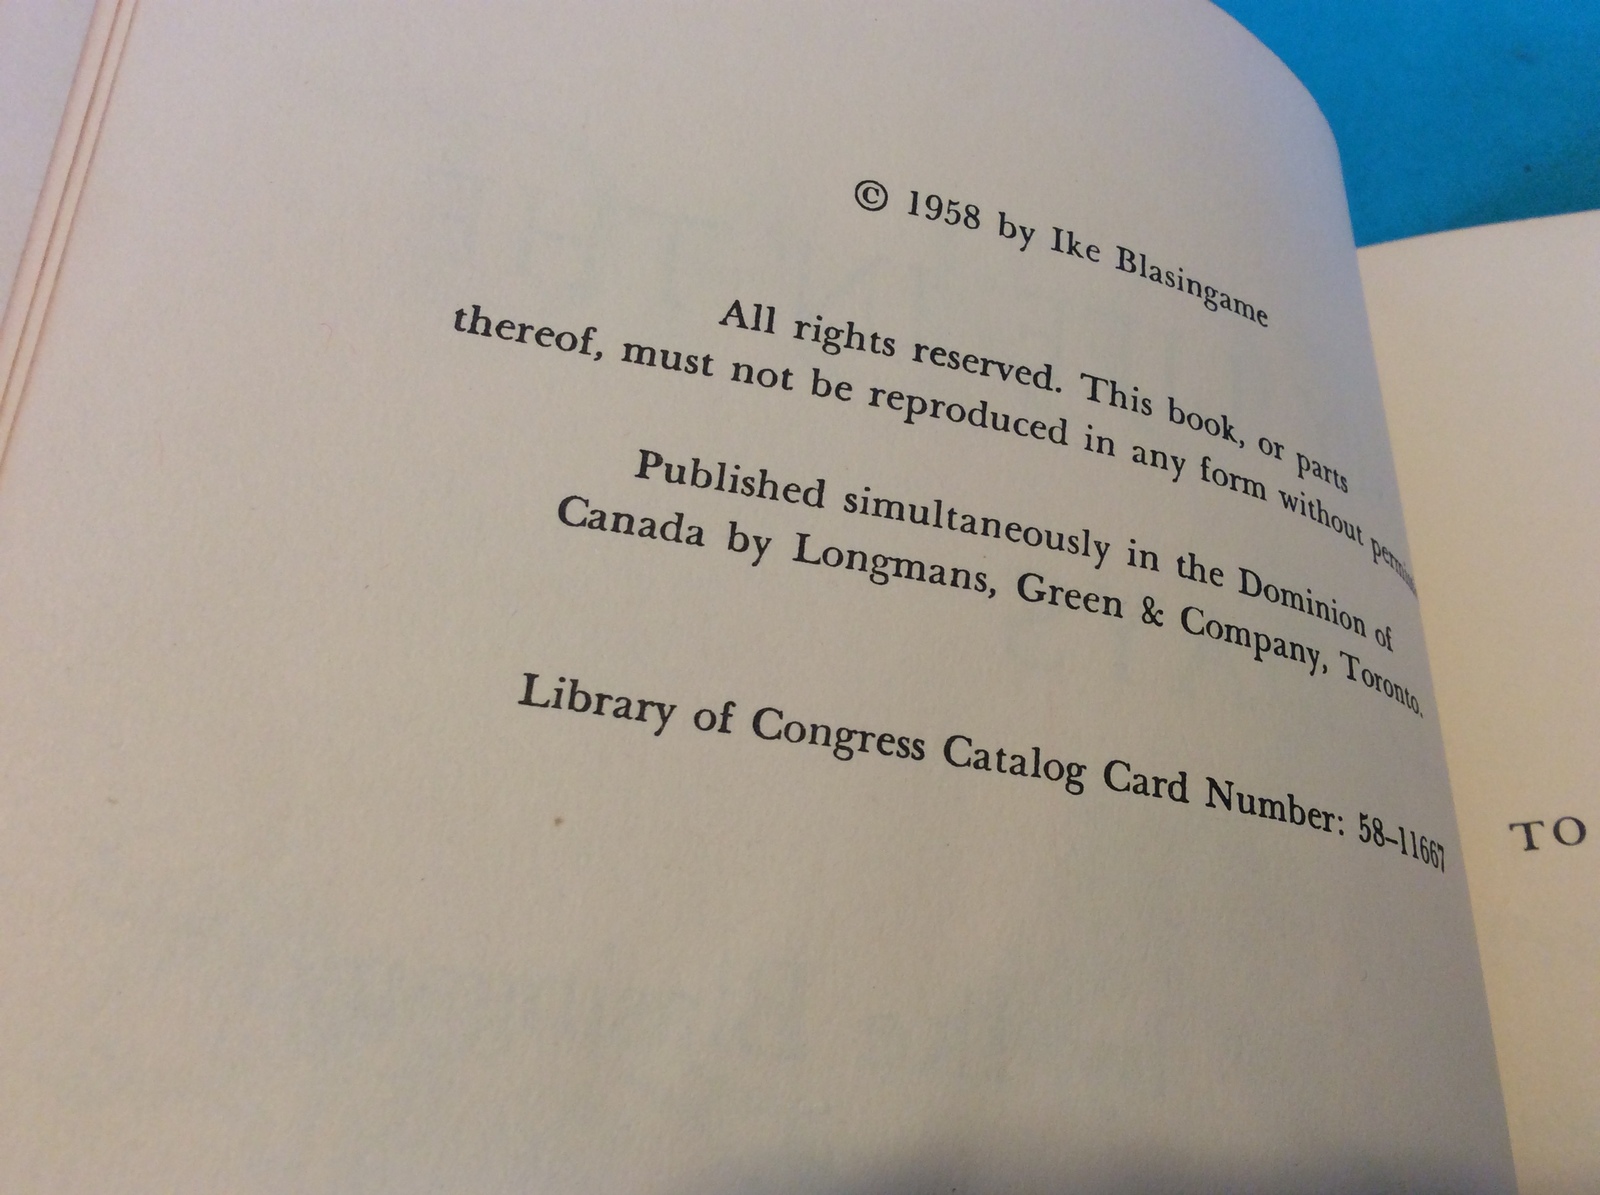 © 1958 by Ike Blasingame
All rights reserved. This book, or parts
thereof, must not be reproduced in any form without
Published simultaneously in the Dominion of
Canada by Longmans, Green & Company, Toronto.
Library of Congress Catalog Card Number: 58–11667
TO